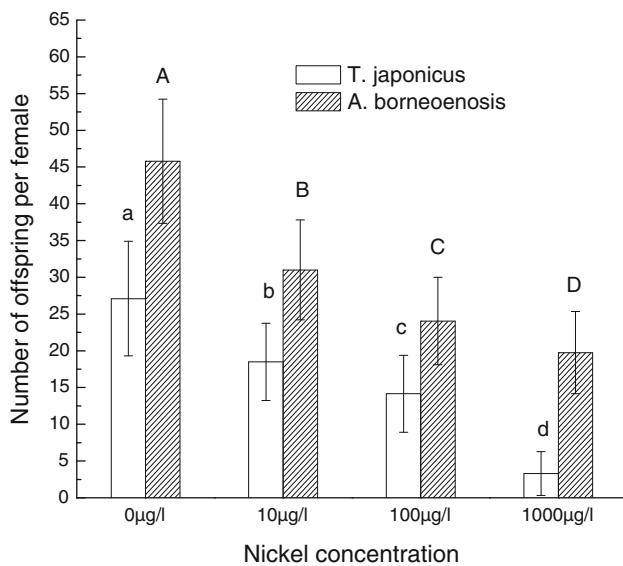 65
60
55
50
45
40
35
30
25
20
15
10
5
0
Number of offspring per female
T. japonicus
A. borneoenosis
a
A
b
B
c
C
d
D
0µg/l
10µg/l
100µg/l
1000µg/l
Nickel concentration